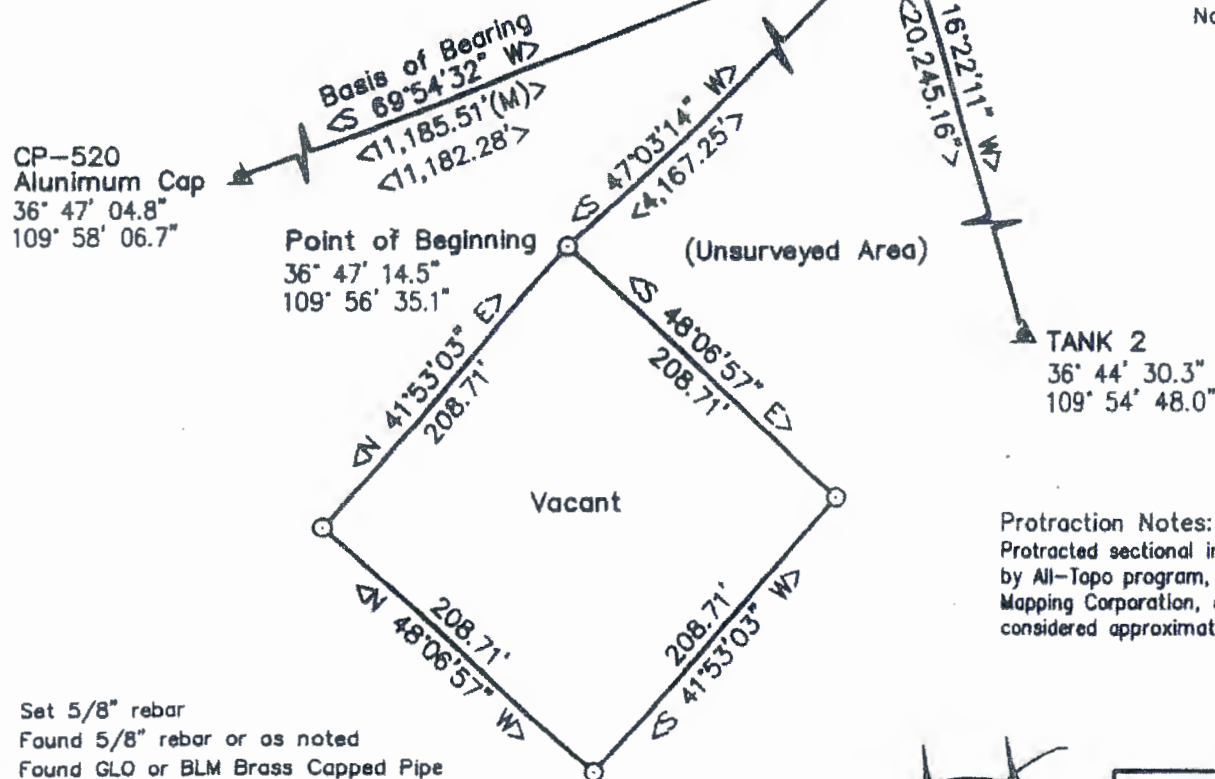 No
Basis of Bearing
<S 69°54'32" W>
<11,185.51'(M)>
<11,182.28'>
<S 47°03'14" W>
<4,167.25'>
16°22'11" W>
<20,245.16">
CP-520
Alunimum Cap
36° 47' 04.8"
109° 58' 06.7"
Point of Beginning
36° 47' 14.5"
109° 56' 35.1"
(Unsurveyed Area)
<N 41°53'03" E>
208.71'
<S 48°06'57" E>
208.71'
TANK 2
36° 44' 30.3"
109° 54' 48.0"
Vacant
Protraction Notes:
Protracted sectional in
by All-Topo program,
Mapping Corporation,
considered approximat
208.71'
<N 48°06'57" W>
208.71'
<S 41°53'03" W>
Set 5/8" rebar
Found 5/8" rebar or as noted
Found GLO or BLM Brass Capped Pipe